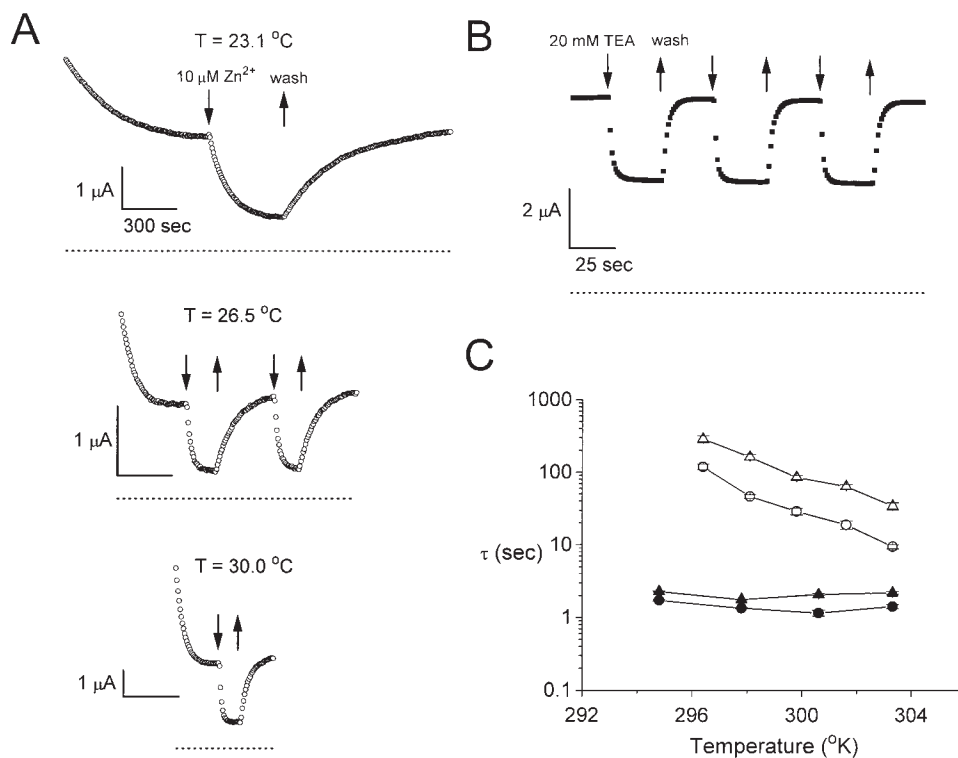 A
T = 23.1 °C
10 μM Zn²⁺ wash
1 μA
300 sec
T = 26.5 °C
1 μA
T = 30.0 °C
1 μA
B
20 mM TEA wash
2 μA
25 sec
C
1000
100
10
1
0.1
τ (sec)
292 296 300 304
Temperature (°K)